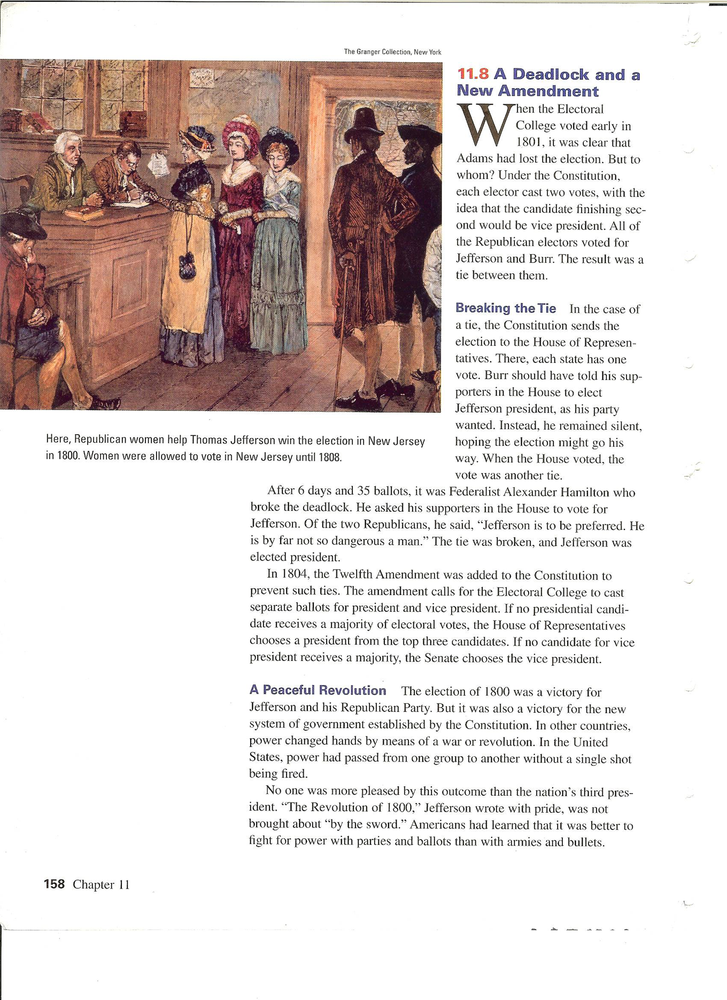 The Granger Collection, New York
11.8 A Deadlock and a
New Amendment
When the Electoral
College voted early in
1801, it was clear that
Adams had lost the election. But to
whom? Under the Constitution,
each elector cast two votes, with the
idea that the candidate finishing sec-
ond would be vice president. All of
the Republican electors voted for
Jefferson and Burr. The result was a
tie between them.
Breaking the Tie In the case of
a tie, the Constitution sends the
election to the House of Represen-
tatives. There, each state has one
vote. Burr should have told his sup-
porters in the House to elect
Jefferson president, as his party
wanted. Instead, he remained silent,
hoping the election might go his
way. When the House voted, the
vote was another tie.
Here, Republican women help Thomas Jefferson win the election in New Jersey
in 1800. Women were allowed to vote in New Jersey until 1808.
After 6 days and 35 ballots, it was Federalist Alexander Hamilton who
broke the deadlock. He asked his supporters in the House to vote for
Jefferson. Of the two Republicans, he said, “Jefferson is to be preferred. He
is by far not so dangerous a man.” The tie was broken, and Jefferson was
elected president.
In 1804, the Twelfth Amendment was added to the Constitution to
prevent such ties. The amendment calls for the Electoral College to cast
separate ballots for president and vice president. If no presidential candi-
date receives a majority of electoral votes, the House of Representatives
chooses a president from the top three candidates. If no candidate for vice
president receives a majority, the Senate chooses the vice president.
A Peaceful Revolution The election of 1800 was a victory for
Jefferson and his Republican Party. But it was also a victory for the new
system of government established by the Constitution. In other countries,
power changed hands by means of a war or revolution. In the United
States, power had passed from one group to another without a single shot
being fired.
No one was more pleased by this outcome than the nation’s third pres-
ident. “The Revolution of 1800,” Jefferson wrote with pride, was not
brought about “by the sword.” Americans had learned that it was better to
fight for power with parties and ballots than with armies and bullets.
158 Chapter 11